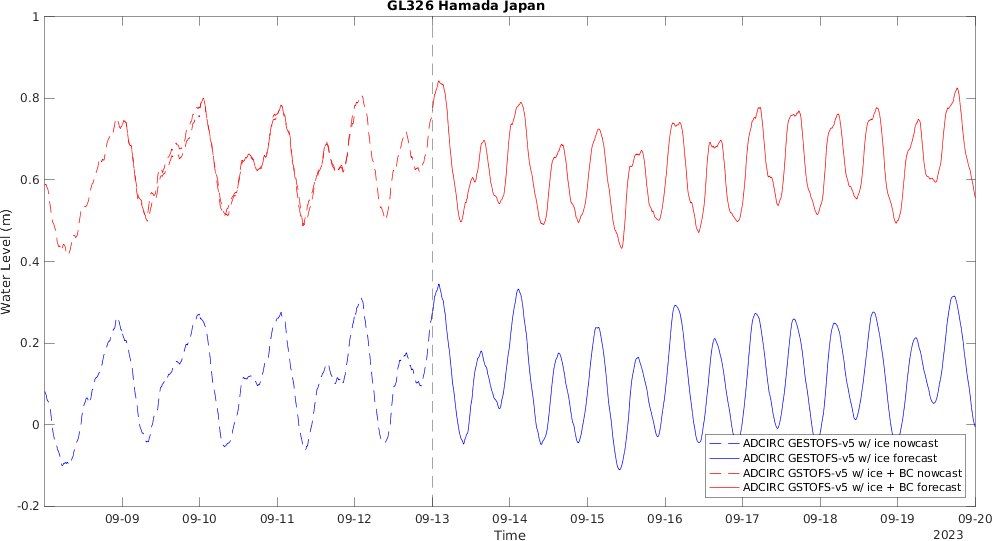 GL326 Hamada Japan
1
0.8
0.6
0.4
0.2
0
-0.2
Water Level (m)
ADCIRC GESTOFS-v5 w/ ice nowcast
ADCIRC GESTOFS-v5 w/ ice forecast
ADCIRC GSTOFS-v5 w/ ice + BC nowcast
ADCIRC GSTOFS-v5 w/ ice + BC forecast
09-09 09-10 09-11 09-12 09-13 09-14 09-15 09-16 09-17 09-18 09-19 09-20
Time
2023